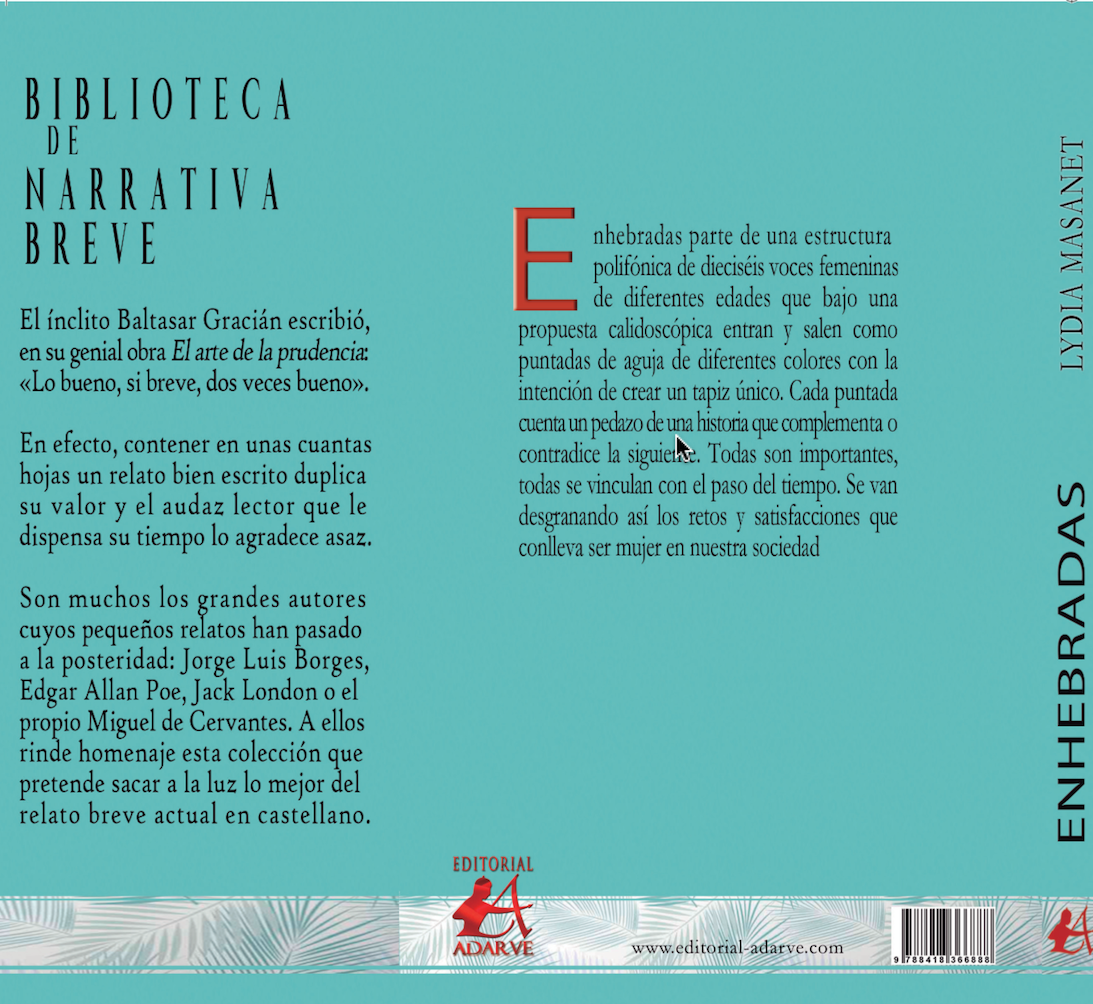 BIBLIOTECA
DE
NARRATIVA
BREVE
El ínclito Baltasar Gracián escribió,
en su genial obra El arte de la prudencia:
«Lo bueno, si breve, dos veces bueno».
En efecto, contener en unas cuantas
hojas un relato bien escrito duplica
su valor y el audaz lector que le
dispensa su tiempo lo agradece asaz.
Son muchos los grandes autores
cuyos pequeños relatos han pasado
a la posteridad: Jorge Luis Borges,
Edgar Allan Poe, Jack London o el
propio Miguel de Cervantes. A ellos
rinde homenaje esta colección que
pretende sacar a la luz lo mejor del
relato breve actual en castellano.
Enhebradas parte de una estructura
polifónica de dieciséis voces femeninas
de diferentes edades que bajo una
propuesta calidoscópica entran y salen como
puntadas de aguja de diferentes colores con la
intención de crear un tapiz único. Cada puntada
cuenta un pedazo de una historia que complementa o
contradice la siguiente. Todas son importantes,
todas se vinculan con el paso del tiempo. Se van
desgranando así los retos y satisfacciones que
conlleva ser mujer en nuestra sociedad
EDITORIAL
A
ADARVE
www.editorial-adarve.com
9 788418 366888
LYDIA MASANET
ENHEBRADAS